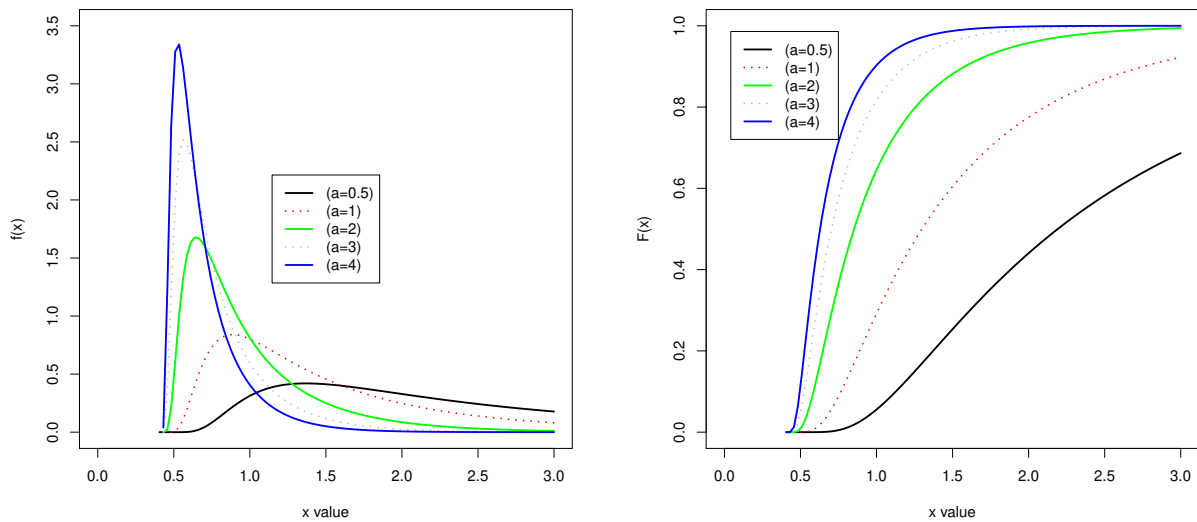 3.5
3.0
2.5
2.0
1.5
1.0
0.5
0.0
f(x)
(a=0.5)
(a=1)
(a=2)
(a=3)
(a=4)
0.0 0.5 1.0 1.5 2.0 2.5 3.0
x value
1.0
0.8
0.6
0.4
0.2
0.0
F(x)
(a=0.5)
(a=1)
(a=2)
(a=3)
(a=4)
0.0 0.5 1.0 1.5 2.0 2.5 3.0
x value